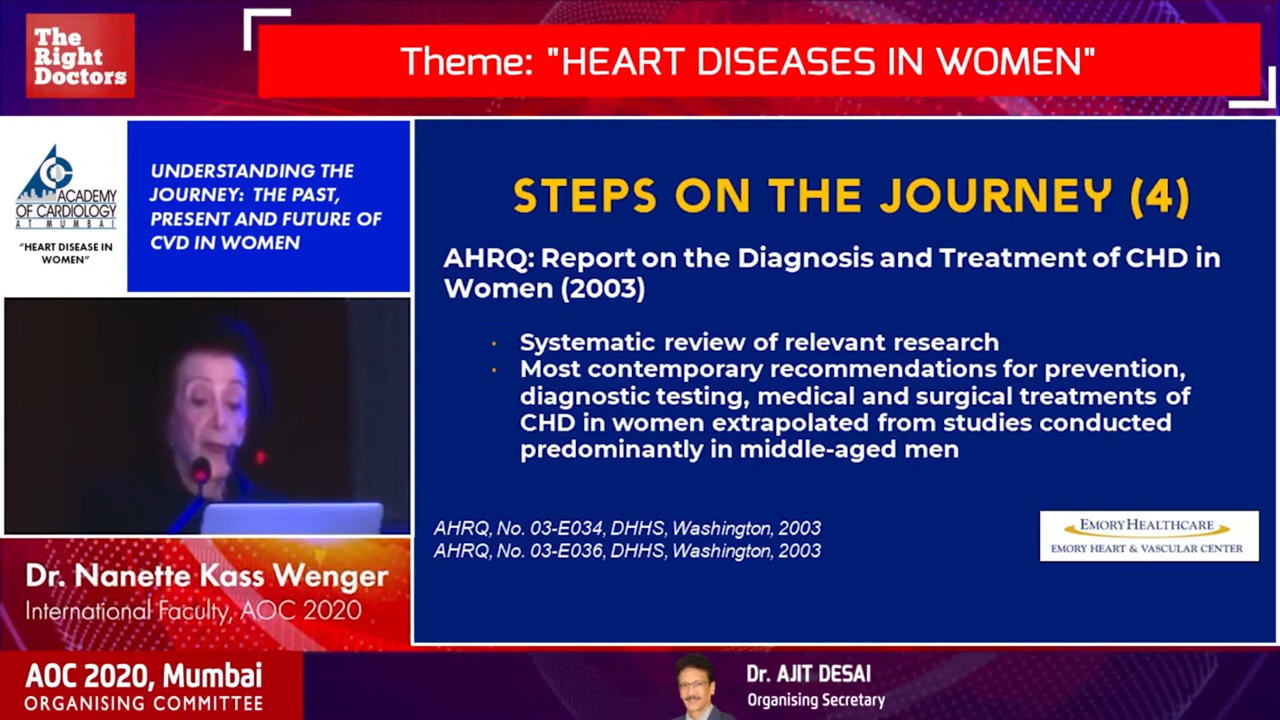 The
Right
Doctors
Theme: "HEART DISEASES IN WOMEN"
ACADEMY
OF CARDIOLOGY
AT MUMBAI
"HEART DISEASE IN
WOMEN"
UNDERSTANDING THE
JOURNEY: THE PAST,
PRESENT AND FUTURE OF
CVD IN WOMEN
STEPS ON THE JOURNEY (4)
AHRQ: Report on the Diagnosis and Treatment of CHD in
Women (2003)
· Systematic review of relevant research
· Most contemporary recommendations for prevention,
diagnostic testing, medical and surgical treatments of
CHD in women extrapolated from studies conducted
predominantly in middle-aged men
AHRQ, No. 03-E034, DHHS, Washington, 2003
AHRQ, No. 03-E036, DHHS, Washington, 2003
EMORY HEALTHCARE
EMORY HEART & VASCULAR CENTER
Dr. Nanette Kass Wenger
International Faculty, AOC 2020
AOC 2020, Mumbai
ORGANISING COMMITTEE
Dr. AJIT DESAI
Organising Secretary